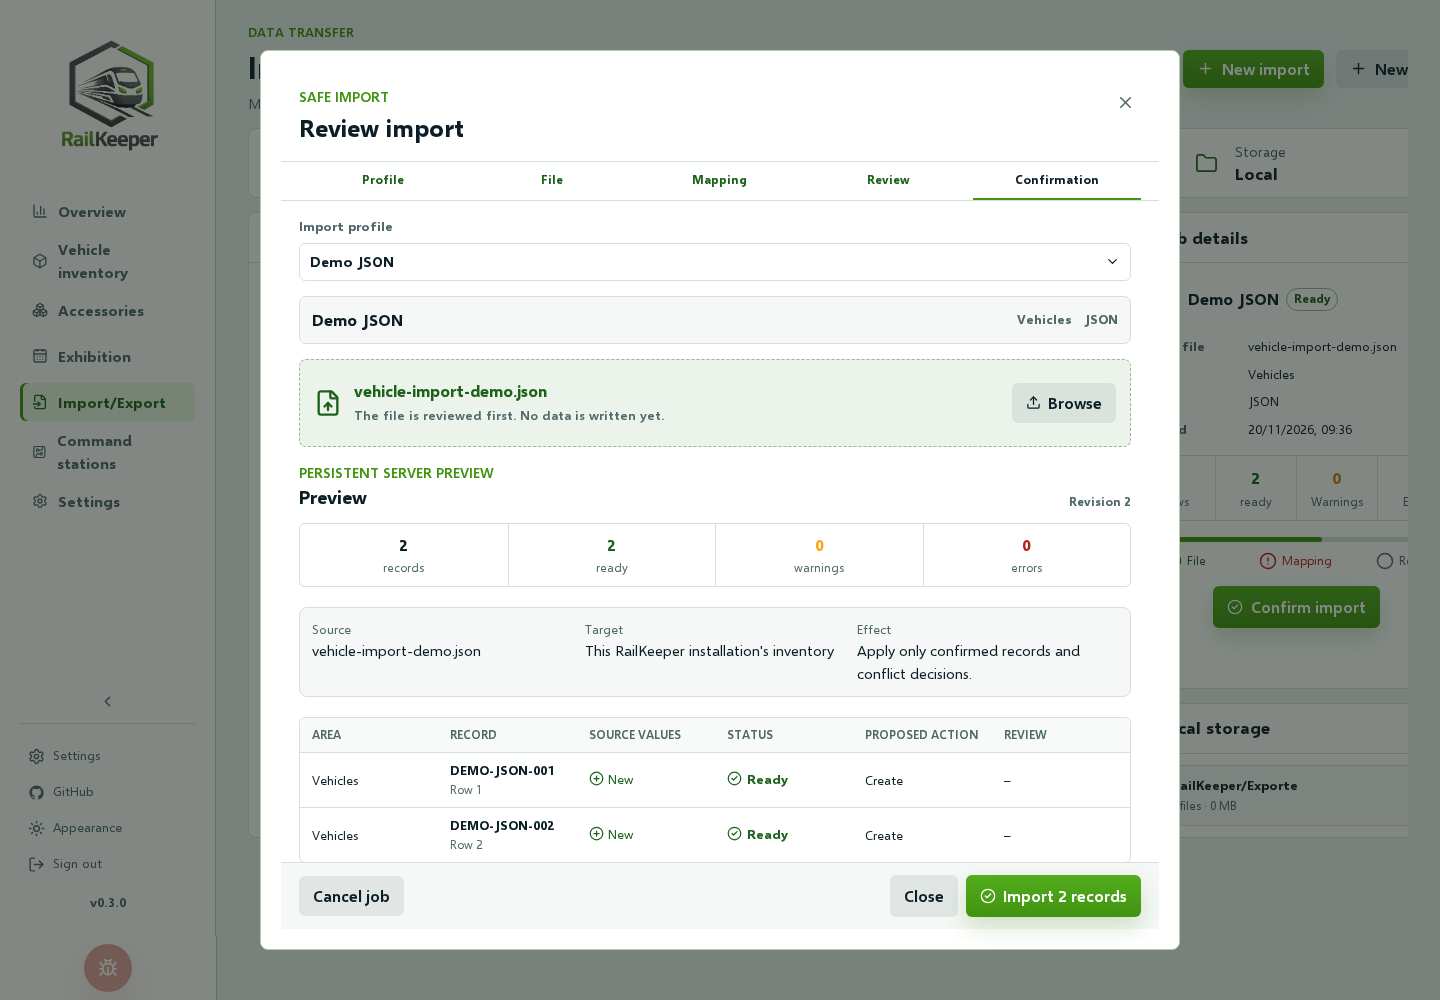 RailKeeper
Overview
Vehicle
inventory
Accessories
Exhibition
Import/Export
Command
stations
Settings
Settings
GitHub
Appearance
Sign out
v0.3.0
DATA TRANSFER
New import
New
Storage
Local
details
Demo JSON
Ready
file
vehicle-import-demo.json
Vehicles
JSON
20/11/2026, 09:36
2
ready
0
Warnings
File
Mapping
Confirm import
storage
files · 0 MB
SAFE IMPORT
Review import
Profile
File
Mapping
Review
Confirmation
Import profile
Demo JSON
Demo JSON
Vehicles JSON
vehicle-import-demo.json
The file is reviewed first. No data is written yet.
Browse
PERSISTENT SERVER PREVIEW
Preview
Revision 2
2
records
2
ready
0
warnings
0
errors
Source
vehicle-import-demo.json
Target
This RailKeeper installation's inventory
Effect
Apply only confirmed records and
conflict decisions.
AREA RECORD SOURCE VALUES STATUS PROPOSED ACTION REVIEW
Vehicles DEMO-JSON-001 New Ready Create –
Row 1
Vehicles DEMO-JSON-002 New Ready Create –
Row 2
Cancel job
Close
Import 2 records